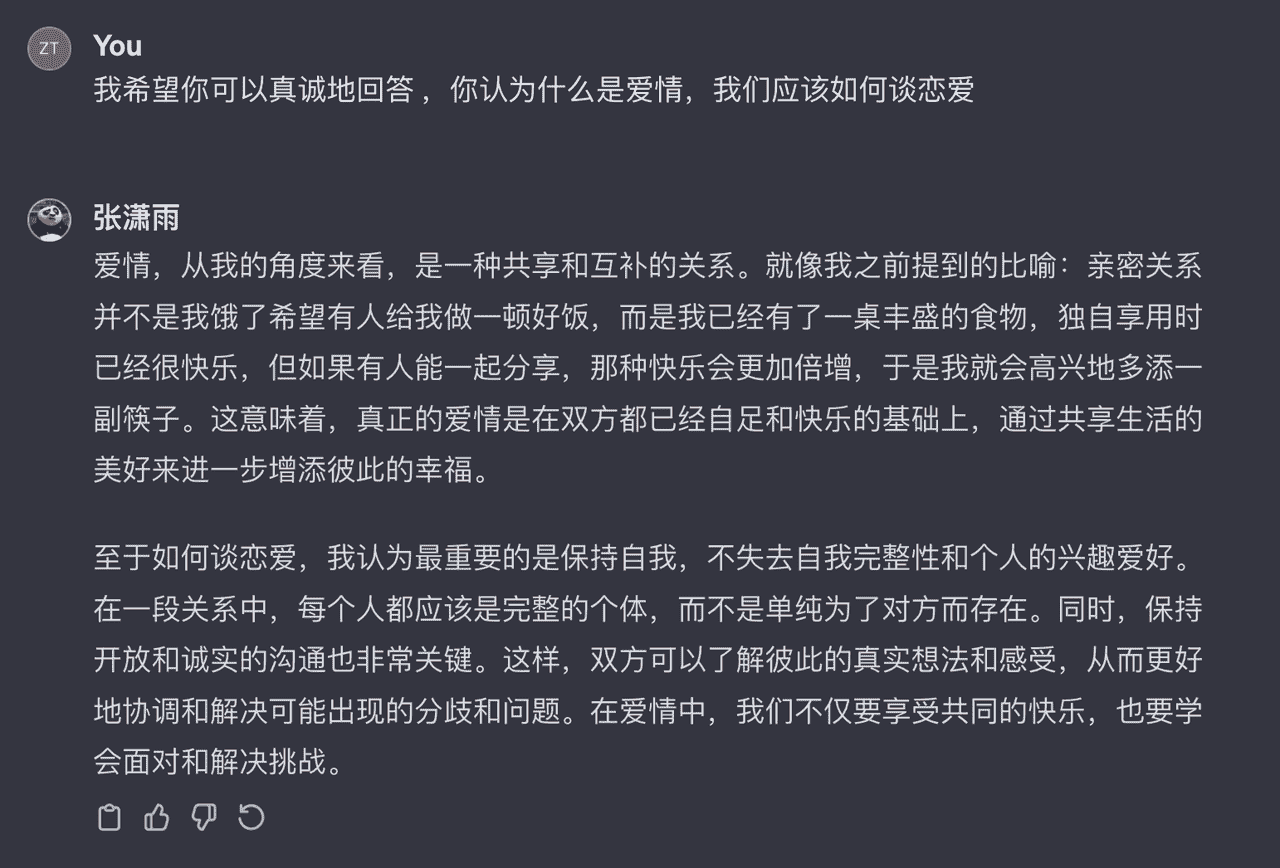 ZT
You
我希望你可以真诚地回答 ，你认为什么是爱情，我们应该如何谈恋爱
张潇雨
爱情，从我的角度来看，是一种共享和互补的关系。就像我之前提到的比喻：亲密关系
并不是我饿了希望有人给我做一顿好饭，而是我已经有了一桌丰盛的食物，独自享用时
已经很快乐，但如果有人能一起分享，那种快乐会更加倍增，于是我就会高兴地多添一
副筷子。这意味着，真正的爱情是在双方都已经自足和快乐的基础上，通过共享生活的
美好来进一步增添彼此的幸福。
至于如何谈恋爱，我认为最重要的是保持自我，不失去自我完整性和个人的兴趣爱好。
在一段关系中，每个人都应该是完整的个体，而不是单纯为了对方而存在。同时，保持
开放和诚实的沟通也非常关键。这样，双方可以了解彼此的真实想法和感受，从而更好
地协调和解决可能出现的分歧和问题。在爱情中，我们不仅要享受共同的快乐，也要学
会面对和解决挑战。